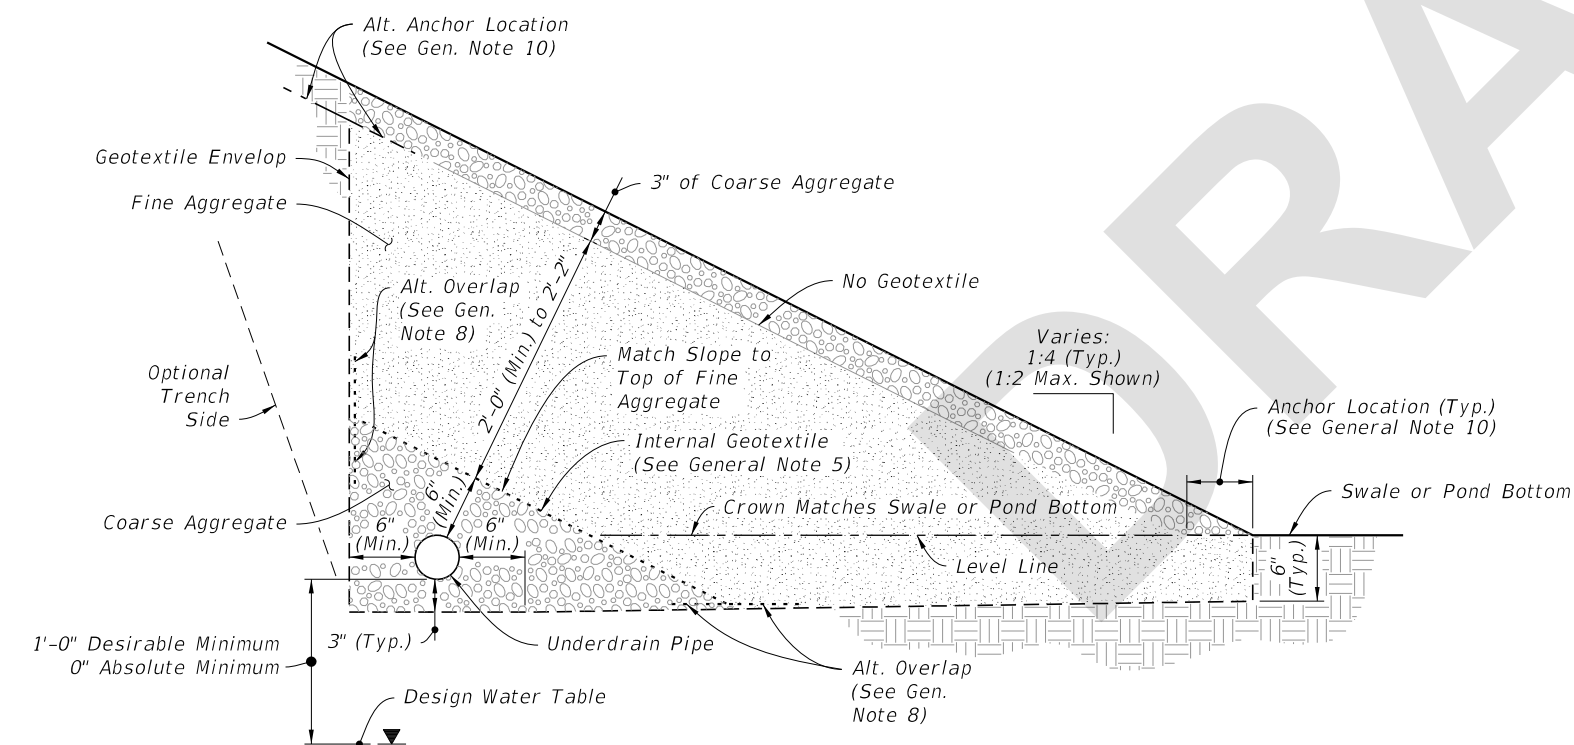 Alt. Anchor Location
(See Gen. Note 10)
Geotextile Envelop
Fine Aggregate
3" of Coarse Aggregate
Alt. Overlap
(See Gen.
Note 8)
2'-0" (Min.) to 2'-2"
No Geotextile
Varies:
1:4 (Typ.)
(1:2 Max. Shown)
Match Slope to
Top of Fine
Aggregate
Optional
Trench
Side
Anchor Location (Typ.)
(See General Note 10)
Internal Geotextile
(See General Note 5)
6"
(Min.)
Coarse Aggregate
6"
(Min.)
6"
(Min.)
Crown Matches Swale or Pond Bottom
Swale or Pond Bottom
Level Line
6"
(Typ.)
1'-0" Desirable Minimum
0" Absolute Minimum
3" (Typ.)
Underdrain Pipe
Alt. Overlap
(See Gen.
Note 8)
Design Water Table
DRA